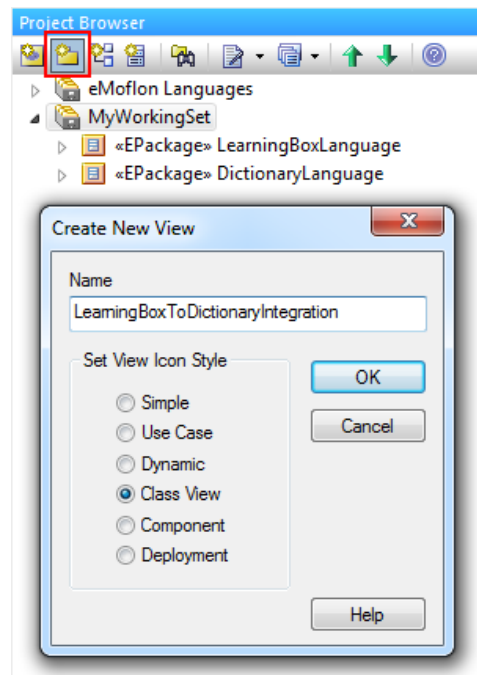 Project Browser
eMoflon Languages
MyWorkingSet
«EPackage» LearningBoxLanguage
«EPackage» DictionaryLanguage
Create New View
Name
LearningBoxToDictionaryIntegration
Set View Icon Style
OK
Simple
Use Case
Cancel
Dynamic
Class View
Component
Deployment
Help